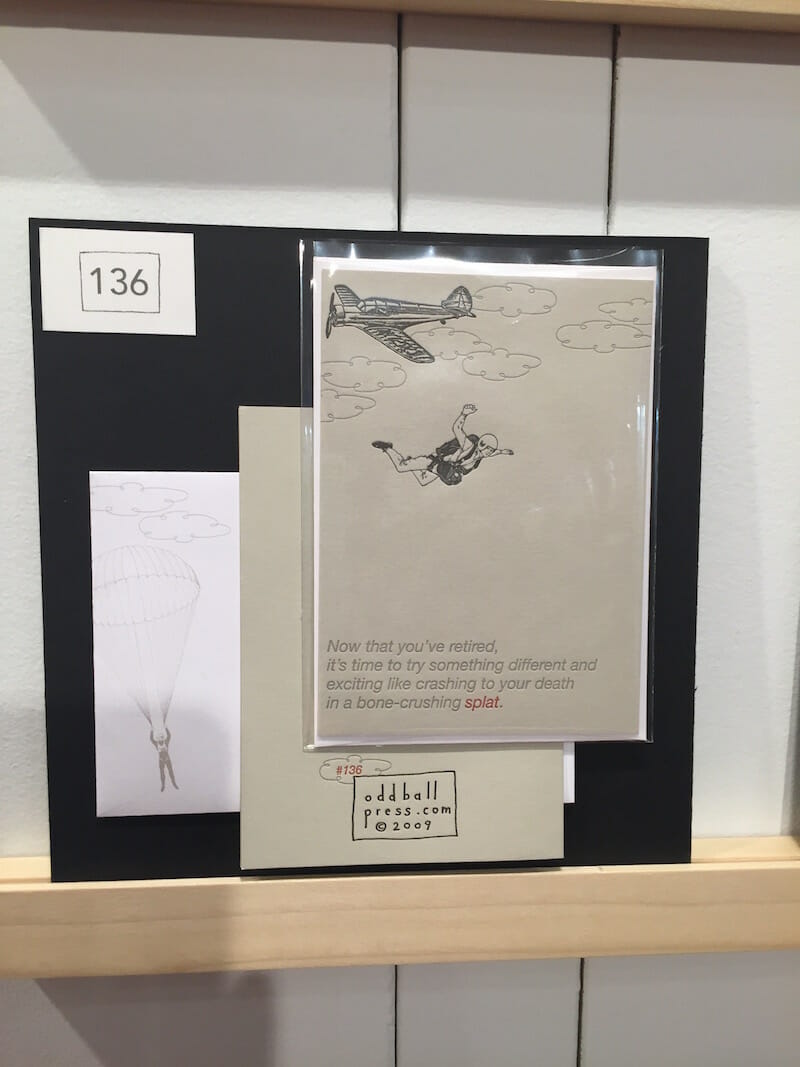 136
Now that you've retired,
it's time to try something different and
exciting like crashing to your death
in a bone-crushing splat.
#136
oddball
press.com
© 2009